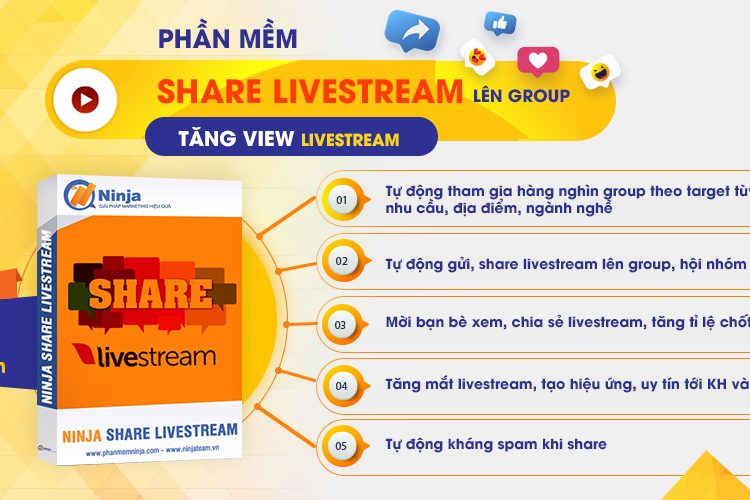 PHẦN MỀM
SHARE LIVESTREAM LÊN GROUP
TĂNG VIEW LIVESTREAM
Ninja
GIẢI PHÁP MARKETING HIỆU QUẢ
NINJA SHARE LIVESTREAM
SHARE
livestream
NINJA SHARE LIVESTREAM
www.phanmemninja.com - www.ninjateam.vn
01
Tự động tham gia hàng nghìn group theo target
nhu cầu, địa điểm, ngành nghề
02
Tự động gửi, share livestream lên group, hội nhóm
03
Mời bạn bè xem, chia sẻ livestream, tăng tỉ lệ chốt
04
Tăng mắt livestream, tạo hiệu ứng, uy tín tới KH và
05
Tự động kháng spam khi share